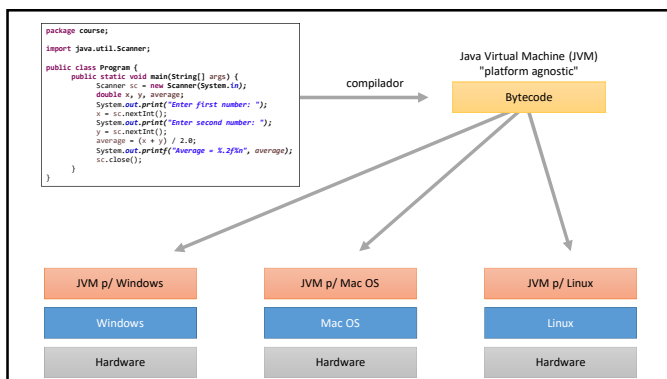 package course;
import java.util.Scanner;
public class Program {
public static void main(String[] args) {
Scanner sc = new Scanner(System.in);
double x, y, average;
System.out.print("Enter first number: ");
x = sc.nextInt();
System.out.print("Enter second number: ");
y = sc.nextInt();
average = (x + y) / 2.0;
System.out.printf("Average = %.2f%n", average);
sc.close();
}
}
compilador
Java Virtual Machine (JVM)
"platform agnostic"
Bytecode
JVM p/ Windows
JVM p/ Mac OS
JVM p/ Linux
Windows
Mac OS
Linux
Hardware
Hardware
Hardware